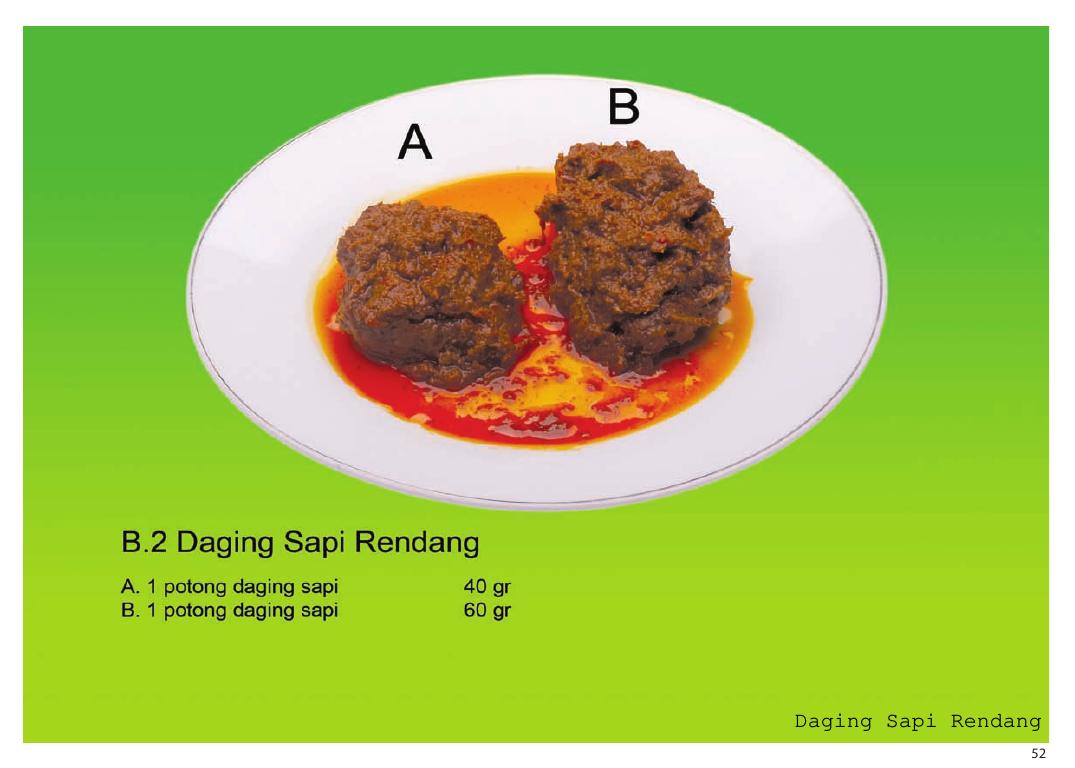 A
B
B.2 Daging Sapi Rendang
A. 1 potong daging sapi 40 gr
B. 1 potong daging sapi 60 gr
Daging Sapi Rendang
52